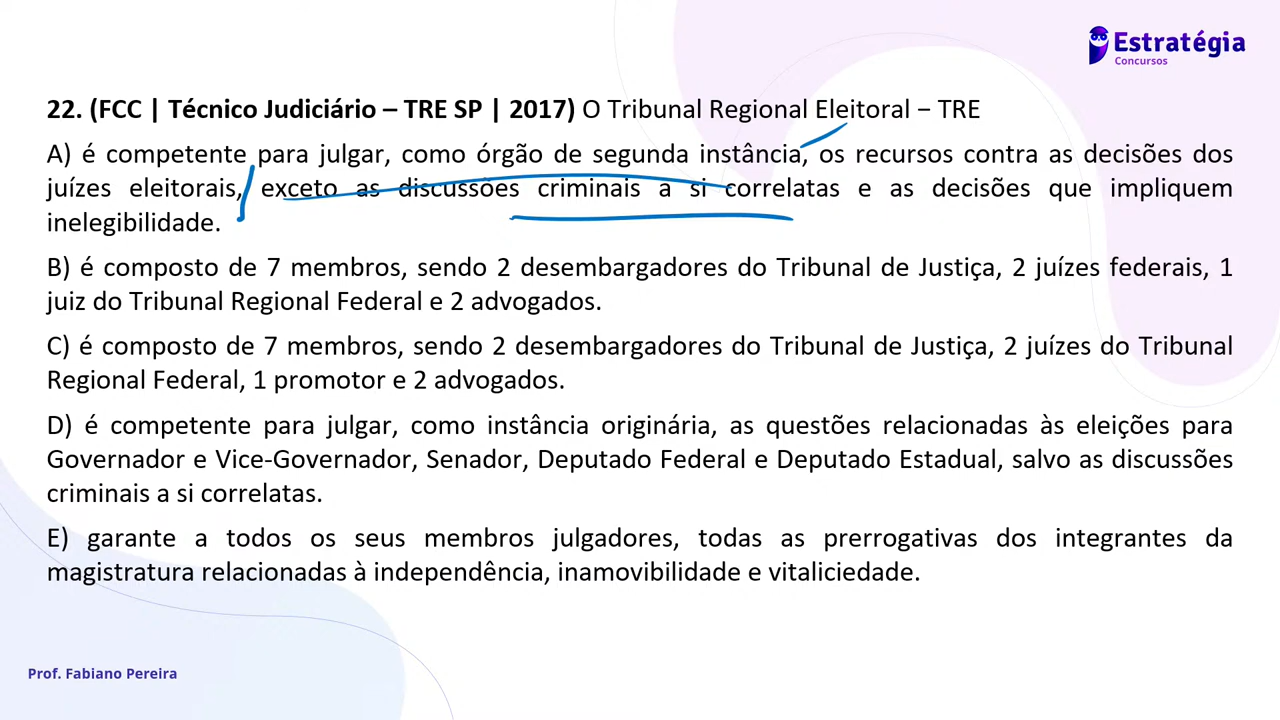 Estratégia
Concursos
22. (FCC | Técnico Judiciário – TRE SP | 2017) O Tribunal Regional Eleitoral − TRE
A) é competente para julgar, como órgão de segunda instância, os recursos contra as decisões dos
juízes eleitorais, exceto as discussões criminais a si correlatas e as decisões que impliquem
inelegibilidade.
B) é composto de 7 membros, sendo 2 desembargadores do Tribunal de Justiça, 2 juízes federais, 1
juiz do Tribunal Regional Federal e 2 advogados.
C) é composto de 7 membros, sendo 2 desembargadores do Tribunal de Justiça, 2 juízes do Tribunal
Regional Federal, 1 promotor e 2 advogados.
D) é competente para julgar, como instância originária, as questões relacionadas às eleições para
Governador e Vice-Governador, Senador, Deputado Federal e Deputado Estadual, salvo as discussões
criminais a si correlatas.
E) garante a todos os seus membros julgadores, todas as prerrogativas dos integrantes da
magistratura relacionadas à independência, inamovibilidade e vitaliciedade.
Prof. Fabiano Pereira